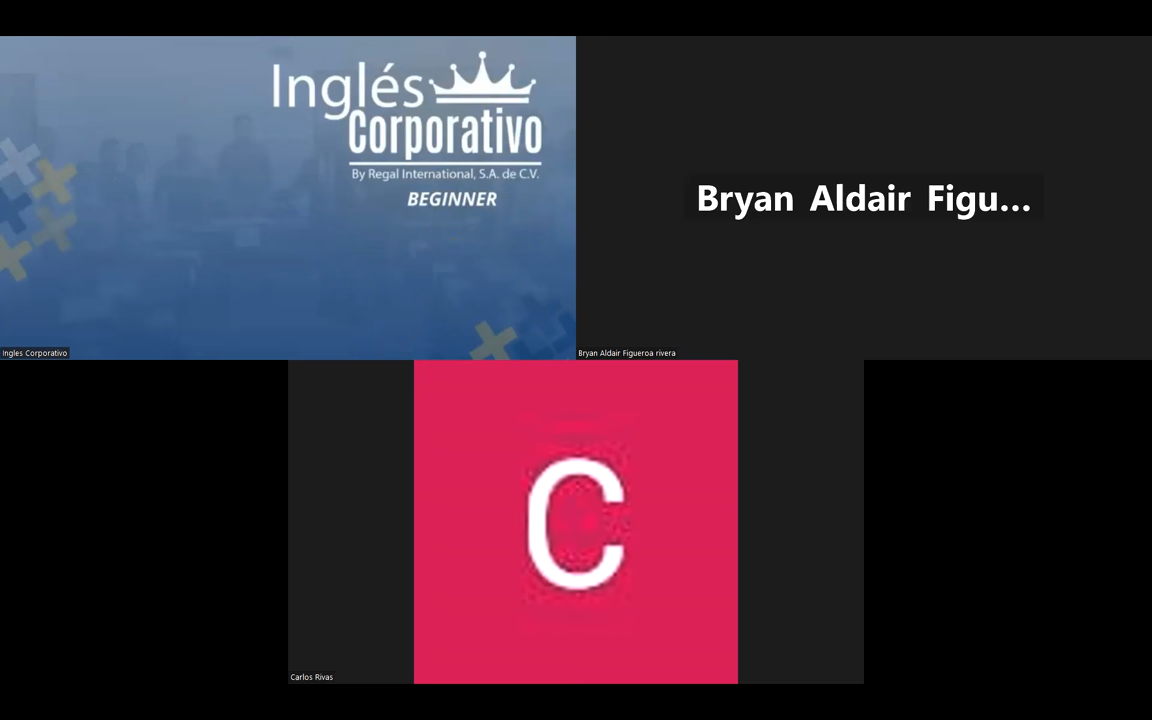 Inglés
Corporativo
By Regal International, S.A. de C.V.
BEGINNER
Bryan Aldair Figu...
Ingles Corporativo
Bryan Aldair Figueroa rivera
C
Carlos Rivas